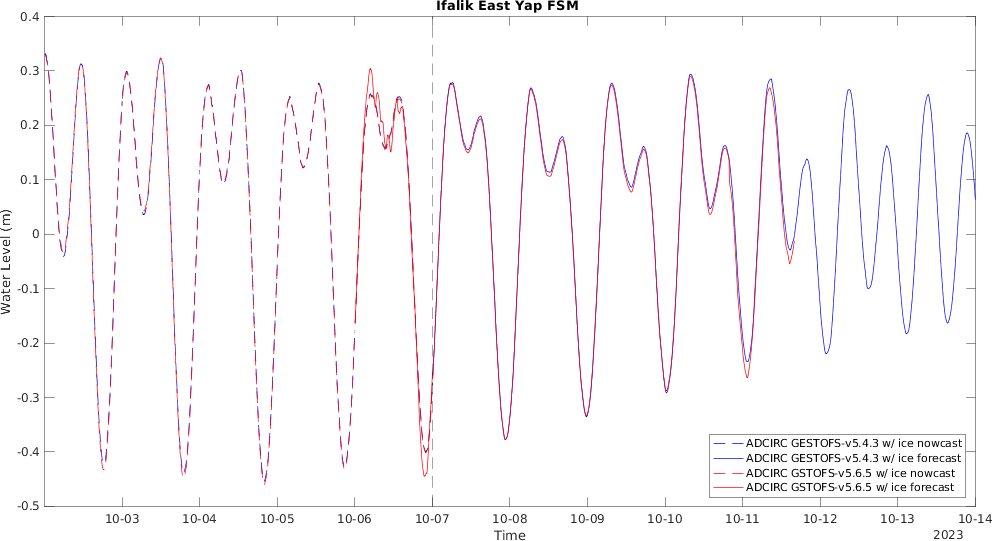 Ifalik East Yap FSM
Water Level (m)
0.4
0.3
0.2
0.1
0
-0.1
-0.2
-0.3
-0.4
-0.5
ADCIRC GESTOFS-v5.4.3 w/ ice nowcast
ADCIRC GESTOFS-v5.4.3 w/ ice forecast
ADCIRC GSTOFS-v5.6.5 w/ ice nowcast
ADCIRC GSTOFS-v5.6.5 w/ ice forecast
10-03 10-04 10-05 10-06 10-07 10-08 10-09 10-10 10-11 10-12 10-13 10-14
Time
2023